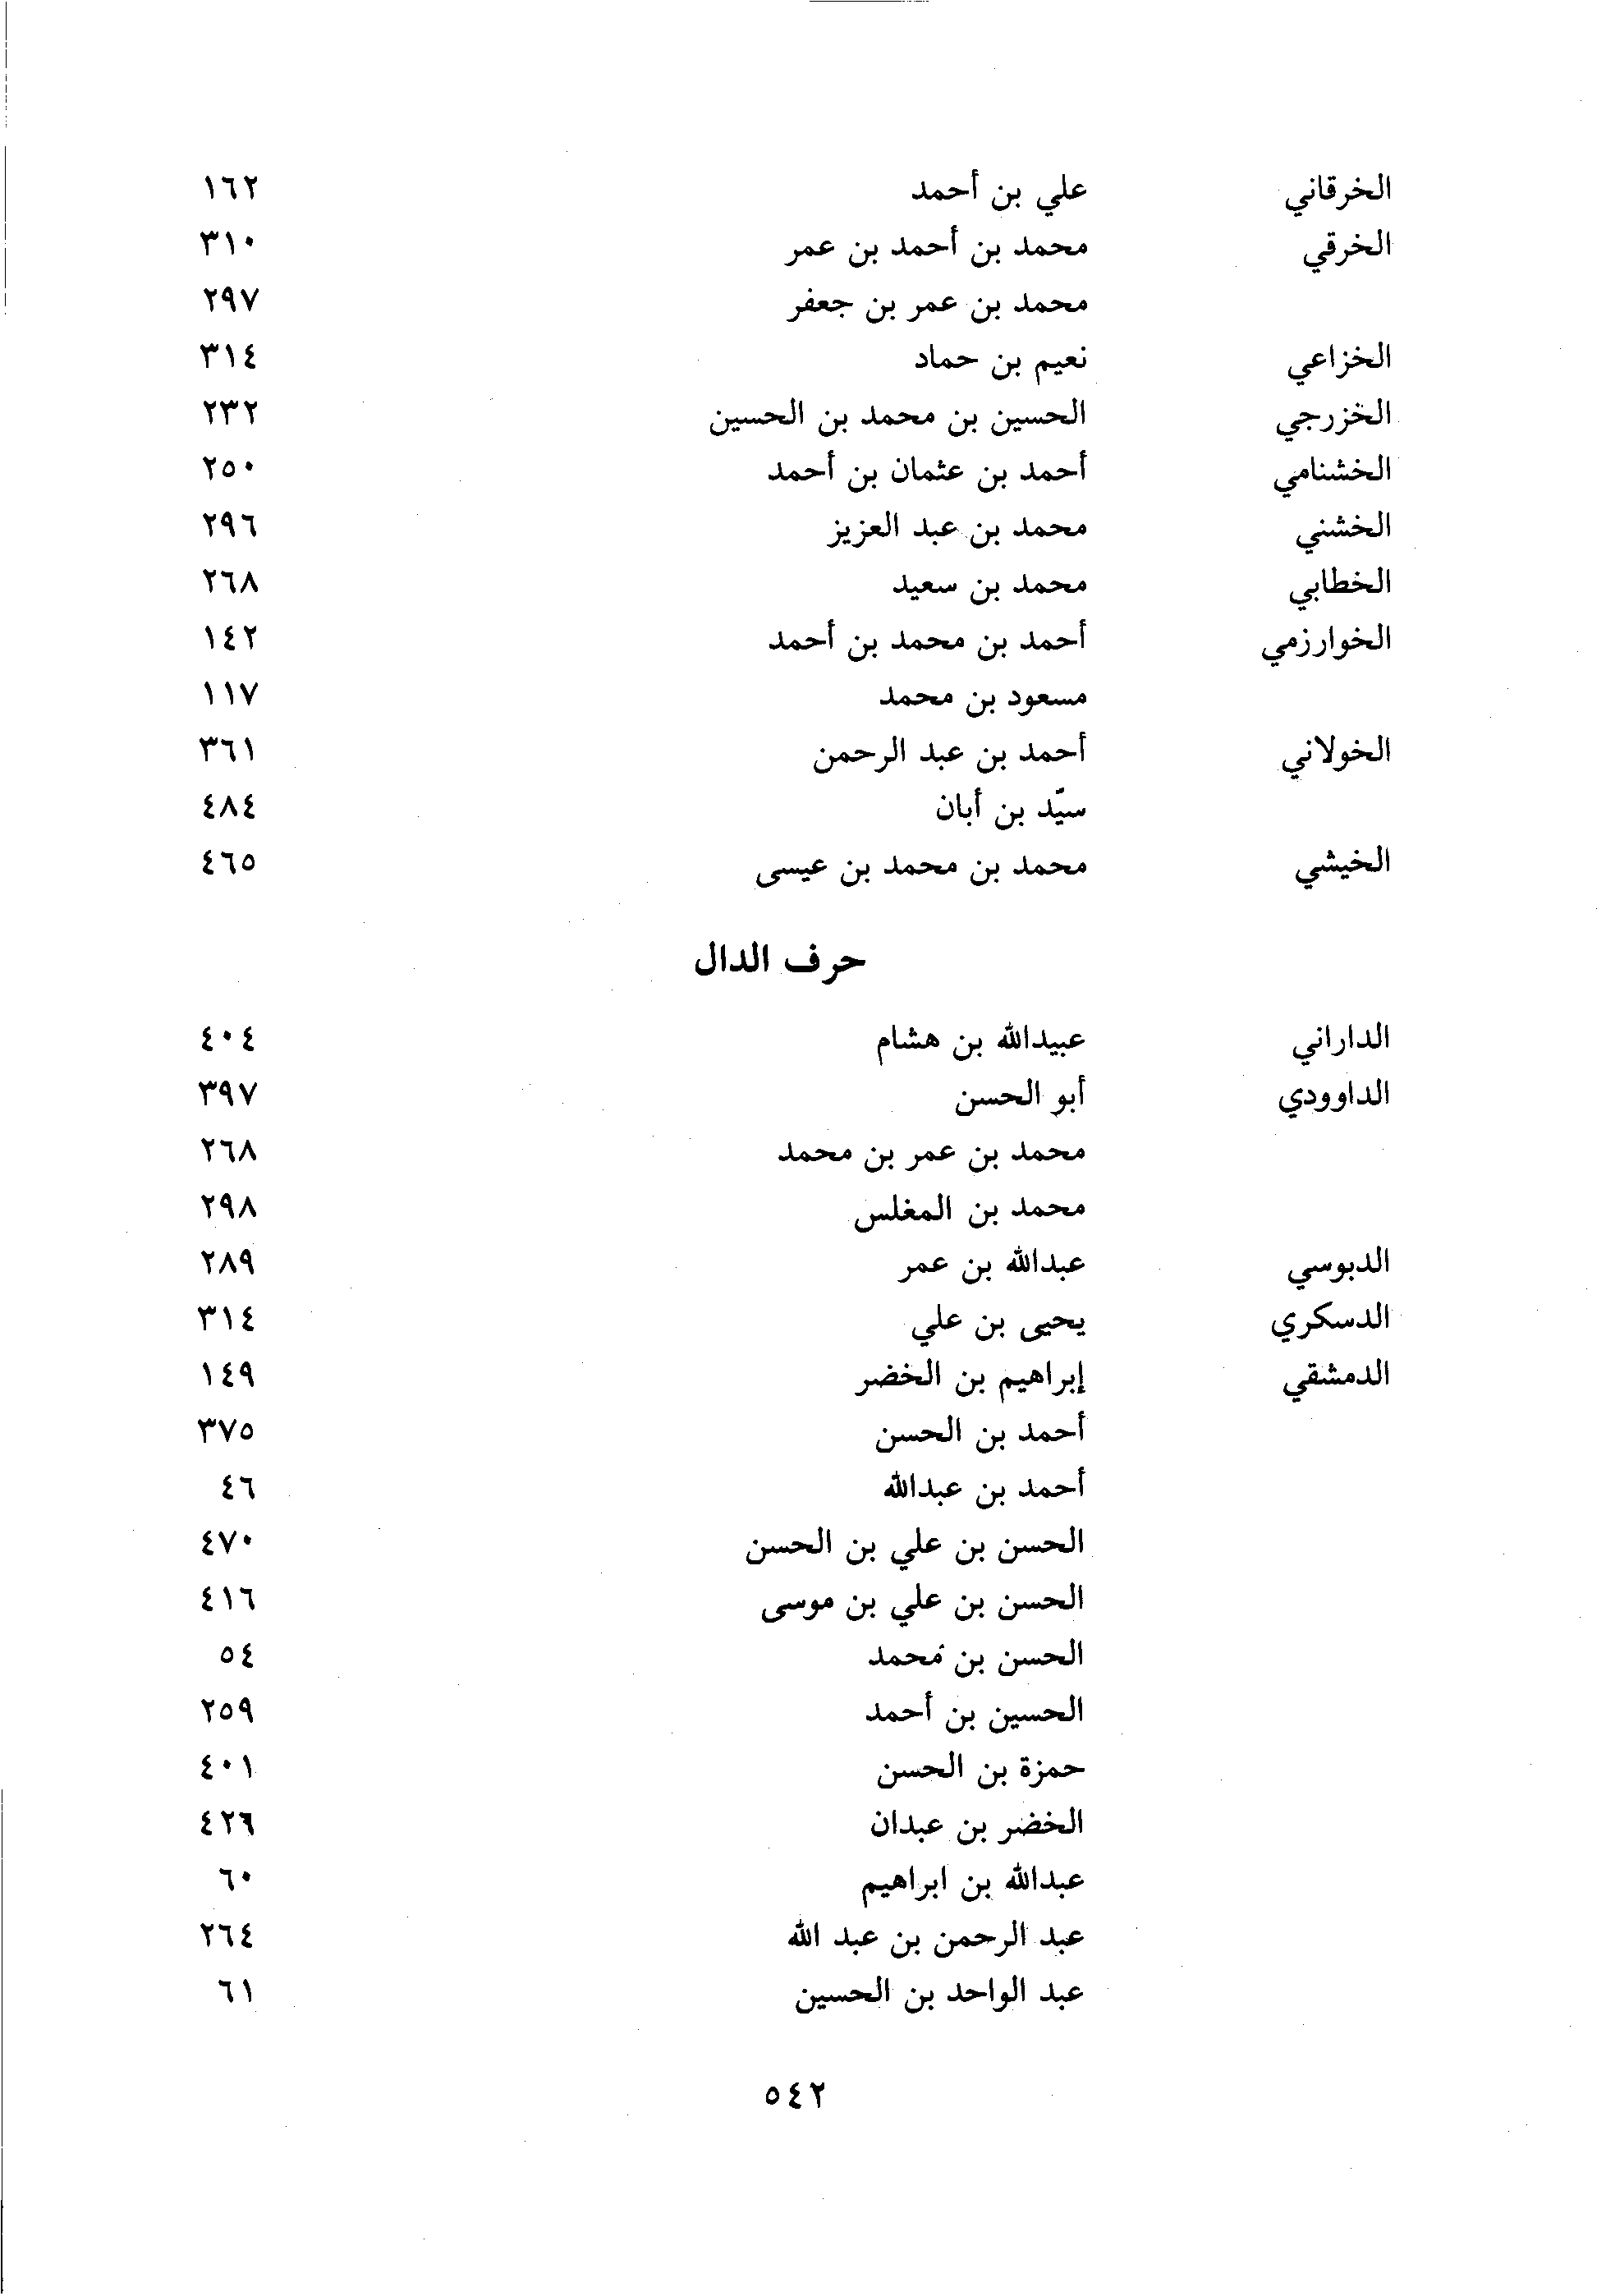 الخرقاني علي بن أحمد ١٦٢
الخرقي محمد بن أحمد بن عمر ٣١٠
محمد بن عمر بن جعفر ٢٩٧
الخزاعي نعيم بن حماد ٣١٤
الخزرجي الحسين بن محمد بن الحسين ٢٣٢
الخشنامي أحمد بن عثمان بن أحمد ٢٥٠
الخشني محمد بن عبد العزيز ٢٩٦
الخطابي محمد بن سعيد ٢٦٨
الخوارزمي أحمد بن محمد بن أحمد ١٤٢
مسعود بن محمد ١١٧
الخولاني أحمد بن عبد الرحمن ٣٦١
سيّد بن أبان ٤٨٤
الخيشي محمد بن محمد بن عيسى ٤٦٥
حرف الدال
الداراني عبيدالله بن هشام ٤٠٤
الداوودي أبو الحسن ٣٩٧
محمد بن عمر بن محمد ٢٦٨
محمد بن المغلس ٢٩٨
الدبوسي عبدالله بن عمر ٢٨٩
الدسكري يحيى بن علي ٣١٤
الدمشقي إبراهيم بن الخضر ١٤٩
أحمد بن الحسن ٣٧٥
أحمد بن عبدالله ٤٦
الحسن بن علي بن الحسن ٤٧٠
الحسن بن علي بن موسى ٤١٦
الحسن بن محمد ٥٤
الحسين بن أحمد ٢٥٩
حمزة بن الحسن ٤٠١
الخضر بن عبدان ٤٢٦
عبدالله بن ابراهيم ٦٠
عبد الرحمن بن عبد الله ٢٦٤
عبد الواحد بن الحسين ٦١
٥٤٢